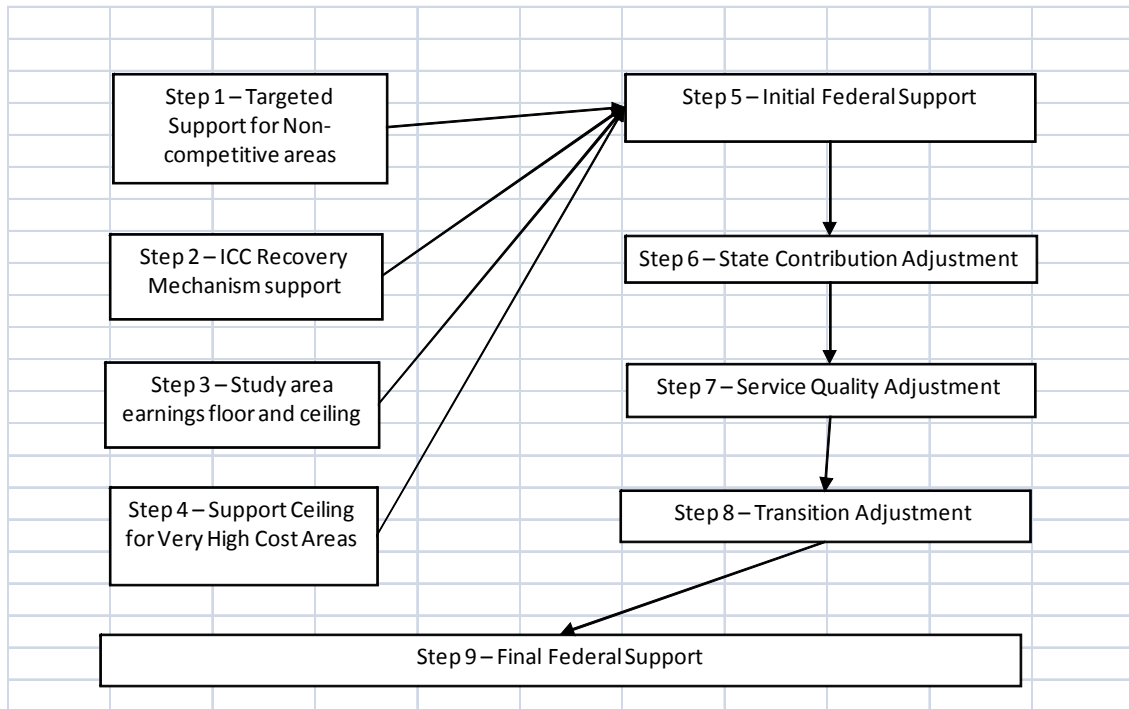 Step 1 – Targeted
Support for Non-
competitive areas
Step 2 – ICC Recovery
Mechanism support
Step 3 – Study area
earnings floor and ceiling
Step 4 – Support Ceiling
for Very High Cost Areas
Step 5 – Initial Federal Support
Step 6 – State Contribution Adjustment
Step 7 – Service Quality Adjustment
Step 8 – Transition Adjustment
Step 9 – Final Federal Support